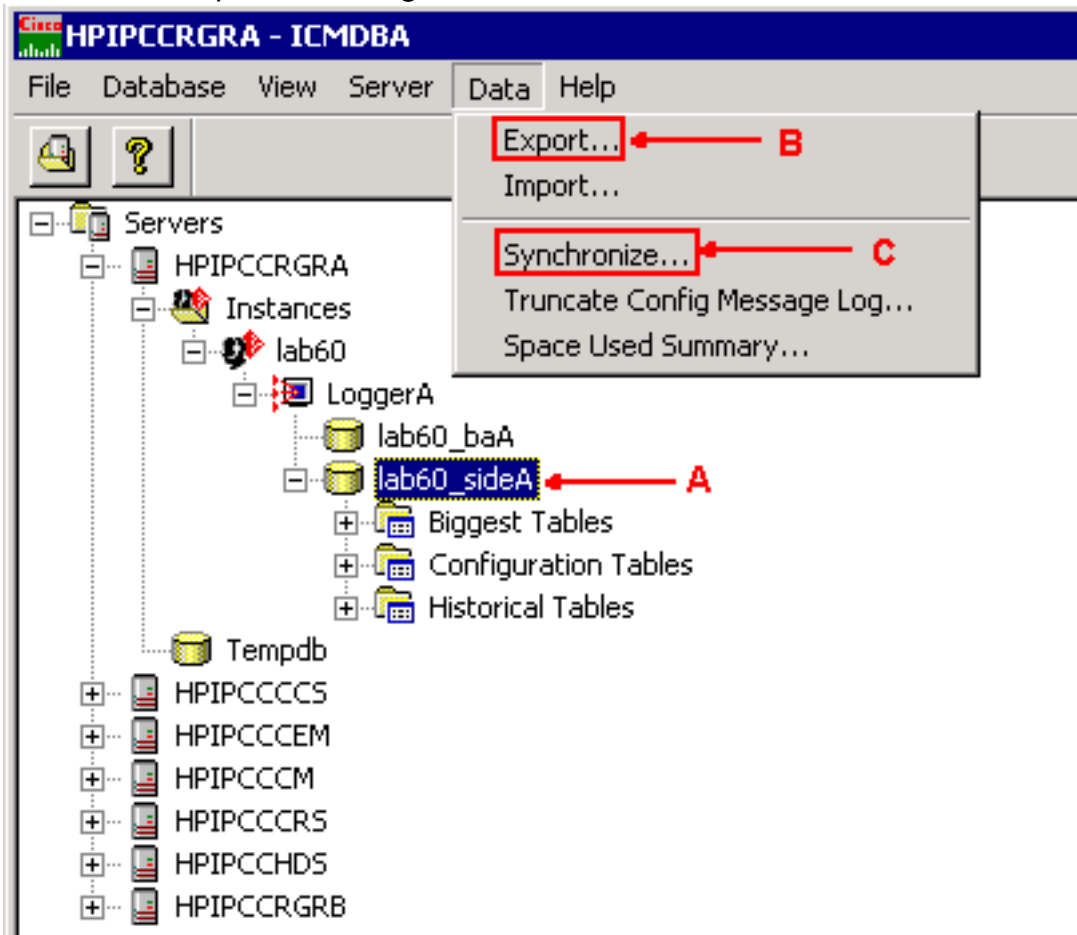 Cisco
HPIPCCRGRA - ICMDBA
File Database View Server Data Help
Export... B
Import...
Synchronize... C
Truncate Config Message Log...
Space Used Summary...
Servers
HPIPCCRGRA
Instances
lab60
LoggerA
lab60_baA
lab60_sideA A
Biggest Tables
Configuration Tables
Historical Tables
Tempdb
HPIPCCCCS
HPIPCCCEM
HPIPCCCM
HPIPCCCRS
HPIPCCHDS
HPIPCCRGRB